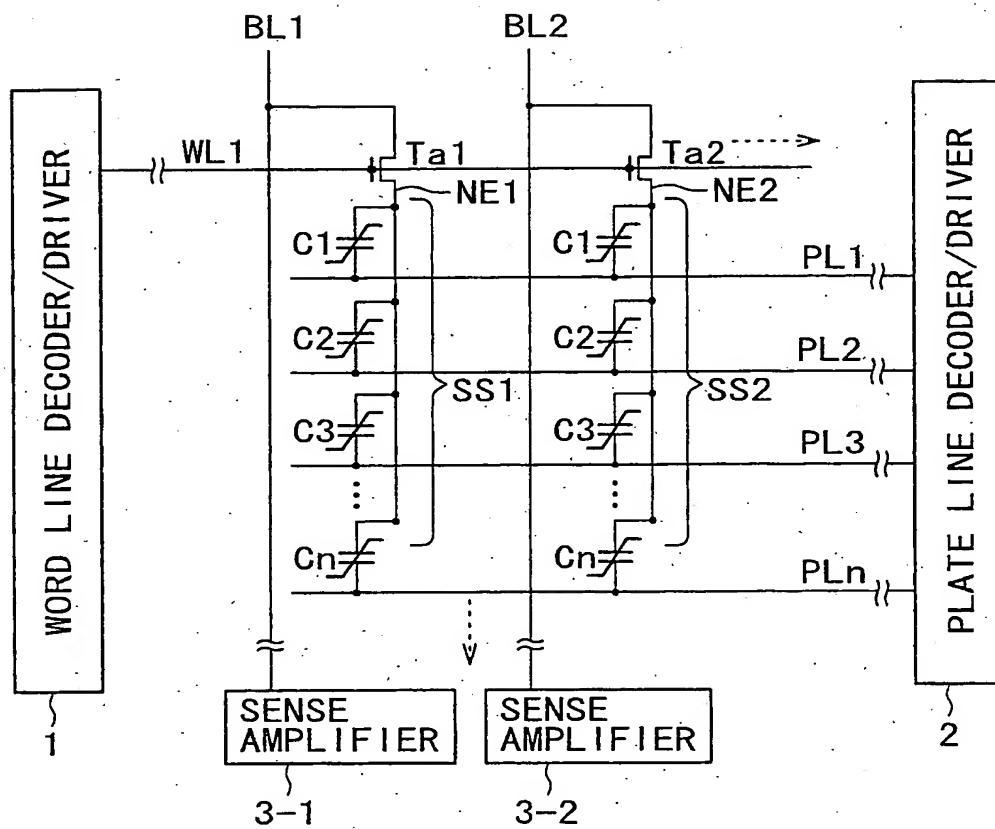 BL1
BL2
WORD LINE DECODER/DRIVER
WL1
Ta1
Ta2
NE1
NE2
C1
C1
PL1
C2
C2
PL2
SS1
SS2
C3
C3
PL3
Cn
Cn
PLn
PLATE LINE DECODER/DRIVER
SENSE
AMPLIFIER
SENSE
AMPLIFIER
1
2
3-1
3-2